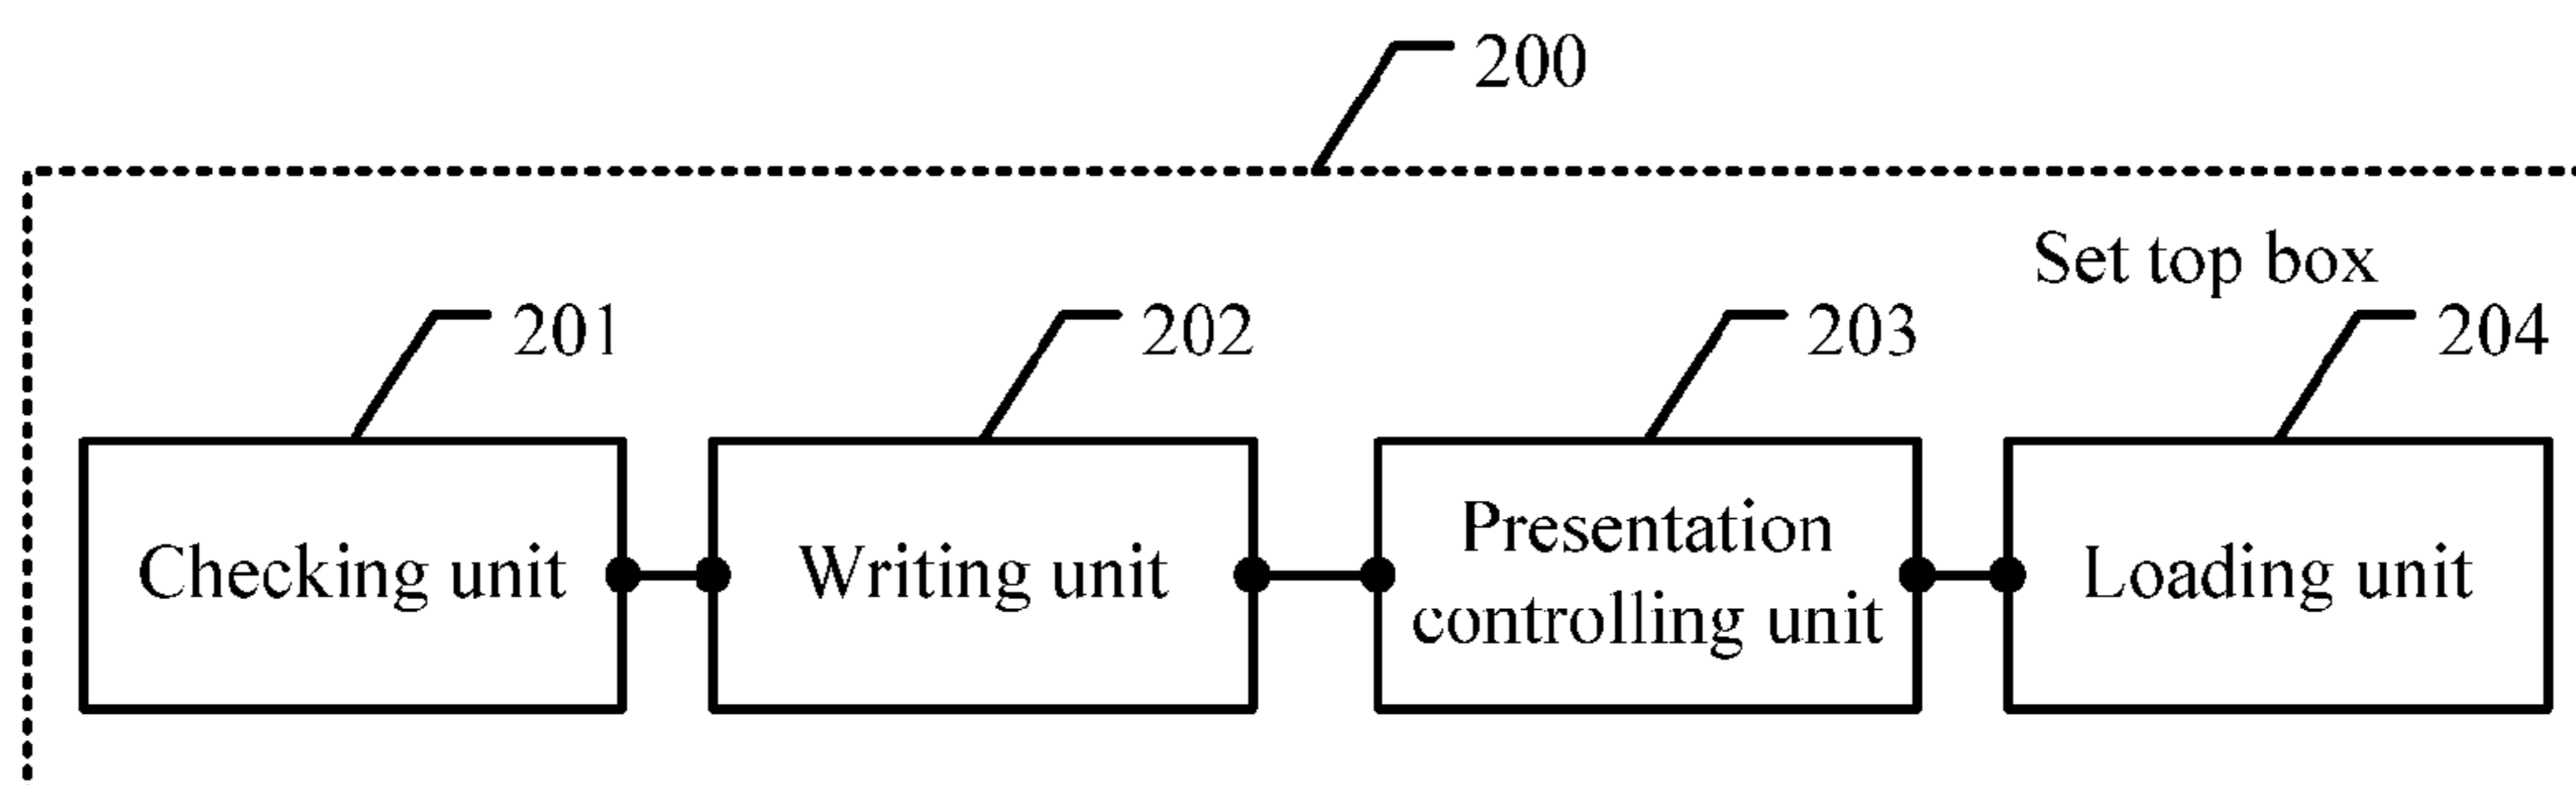 200
Set top box
201
202
203
204
Checking unit
Writing unit
Presentation
controlling unit
Loading unit